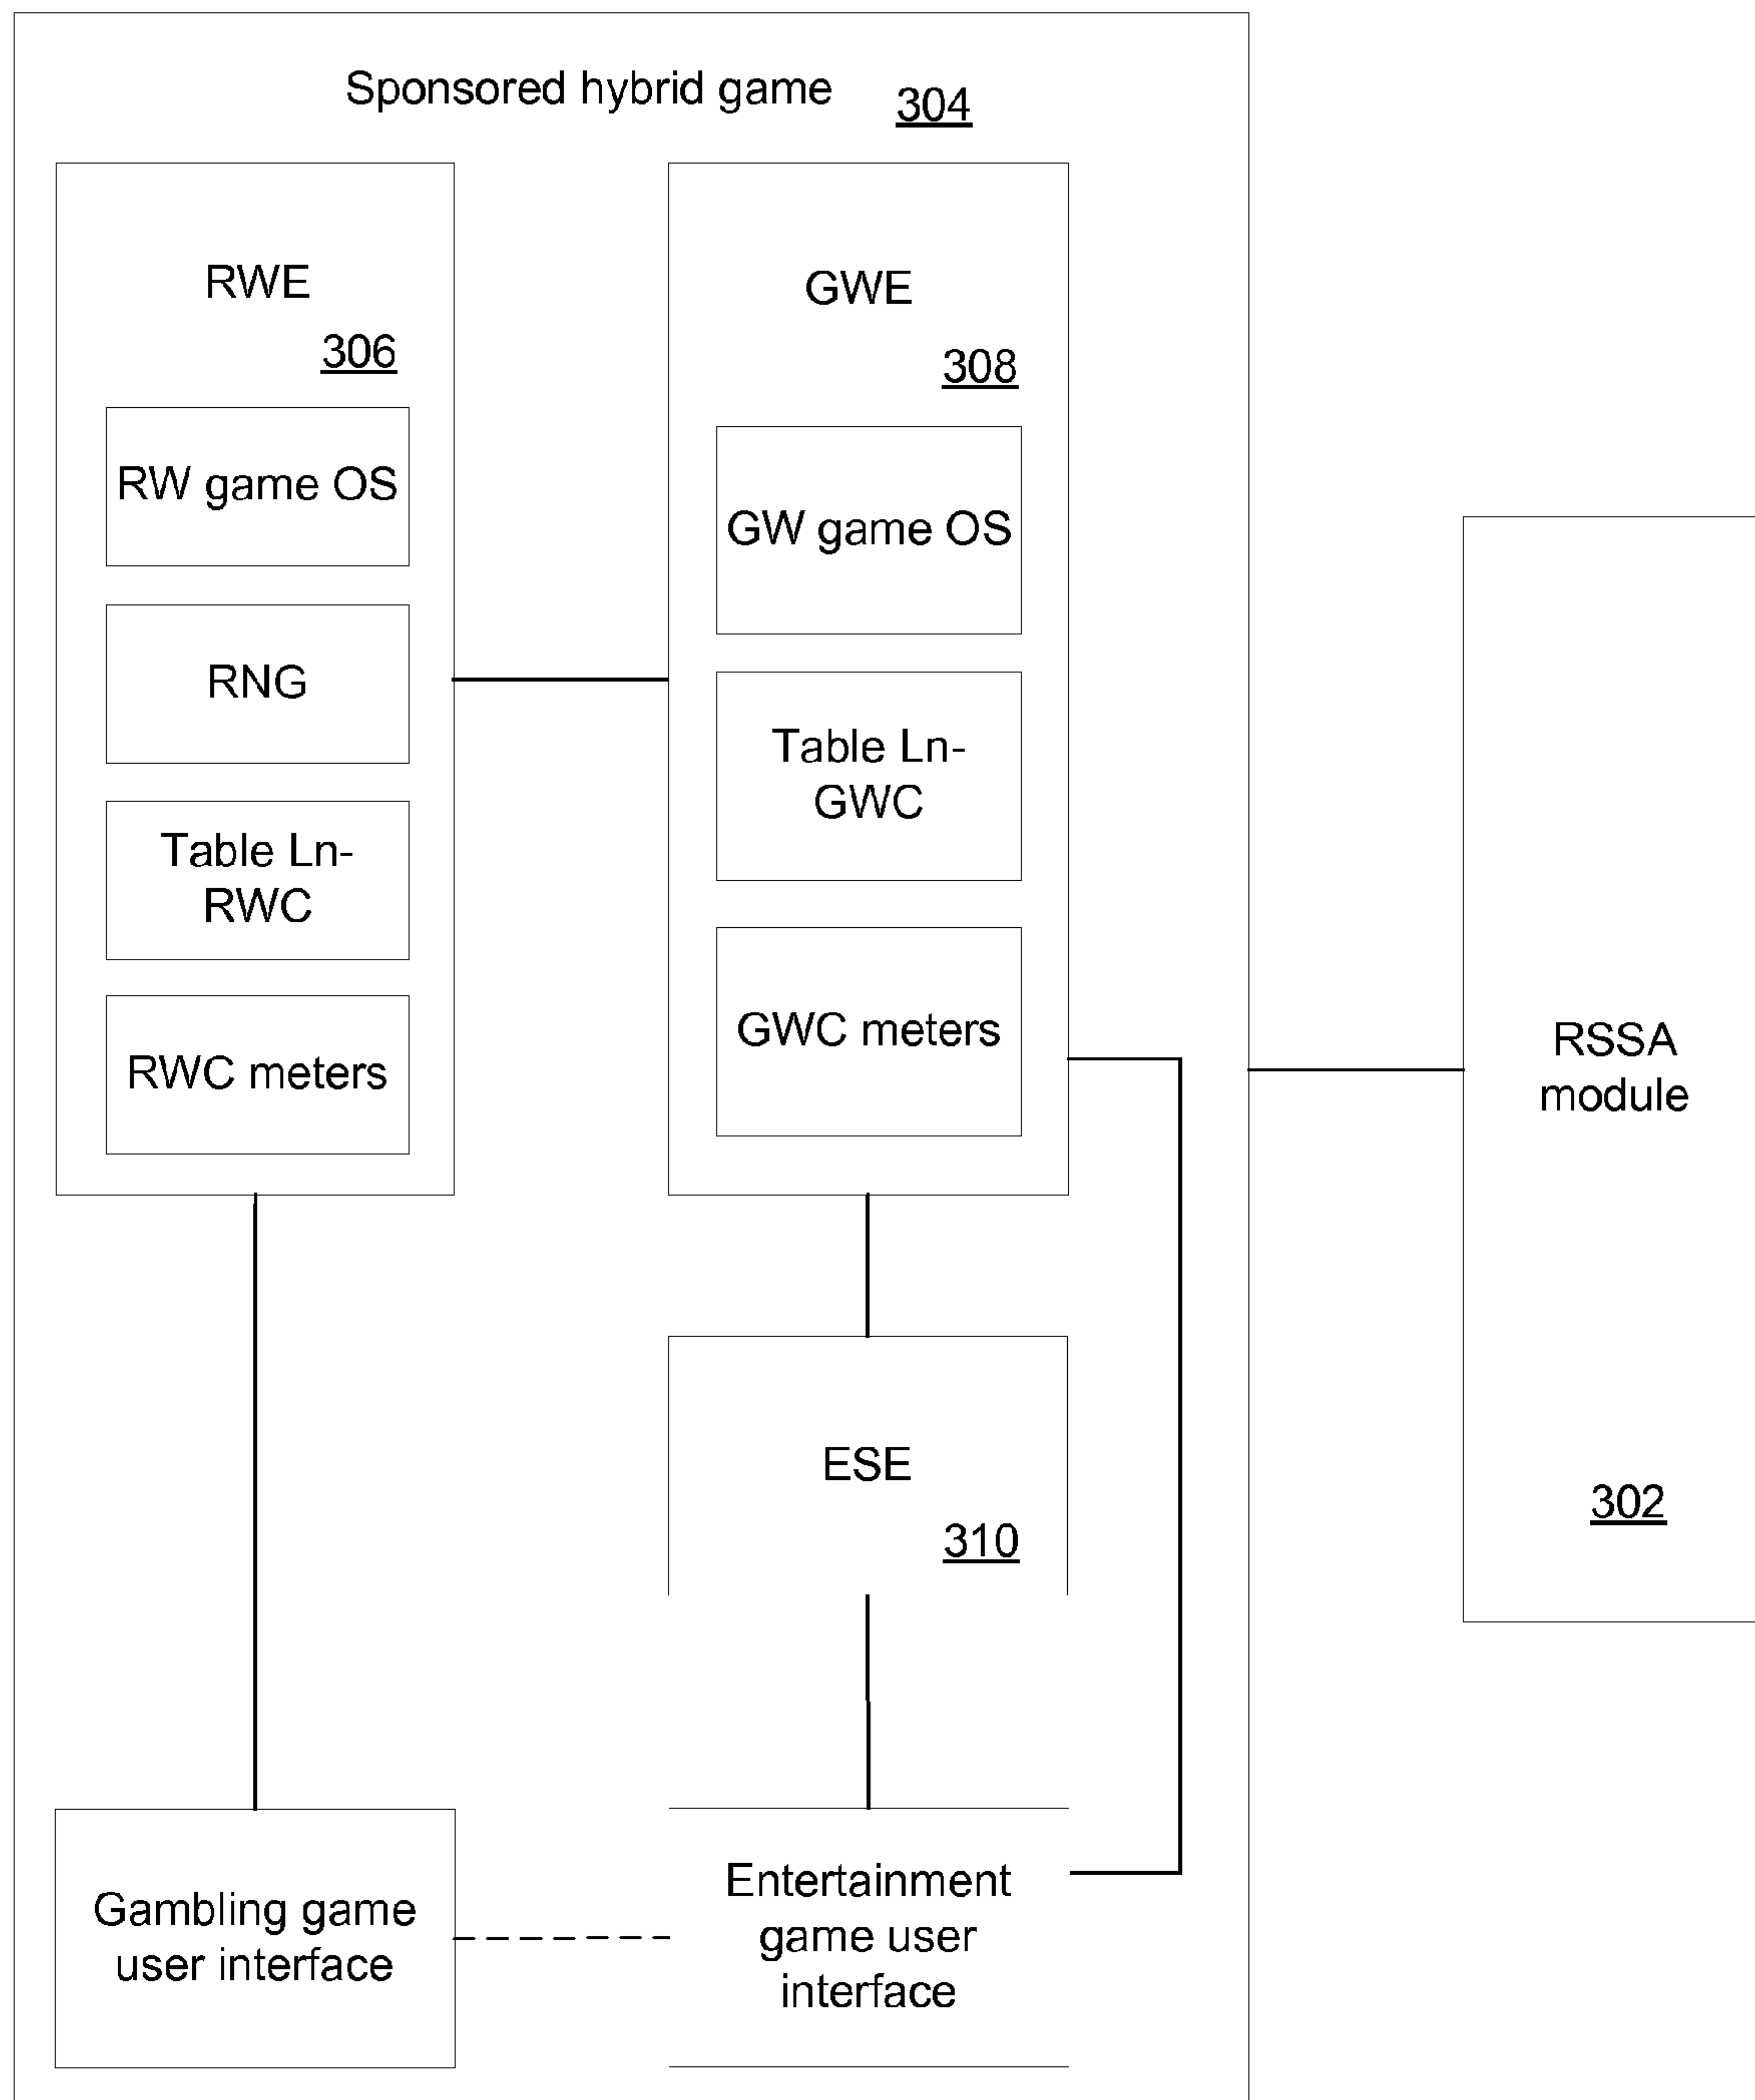 Sponsored hybrid game 304
RWE
306
RW game OS
RNG
Table Ln-
RWC
RWC meters
GWE
308
GW game OS
Table Ln-
GWC
GWC meters
ESE
310
Gambling game
user interface
Entertainment
game user
interface
RSSA
module
302